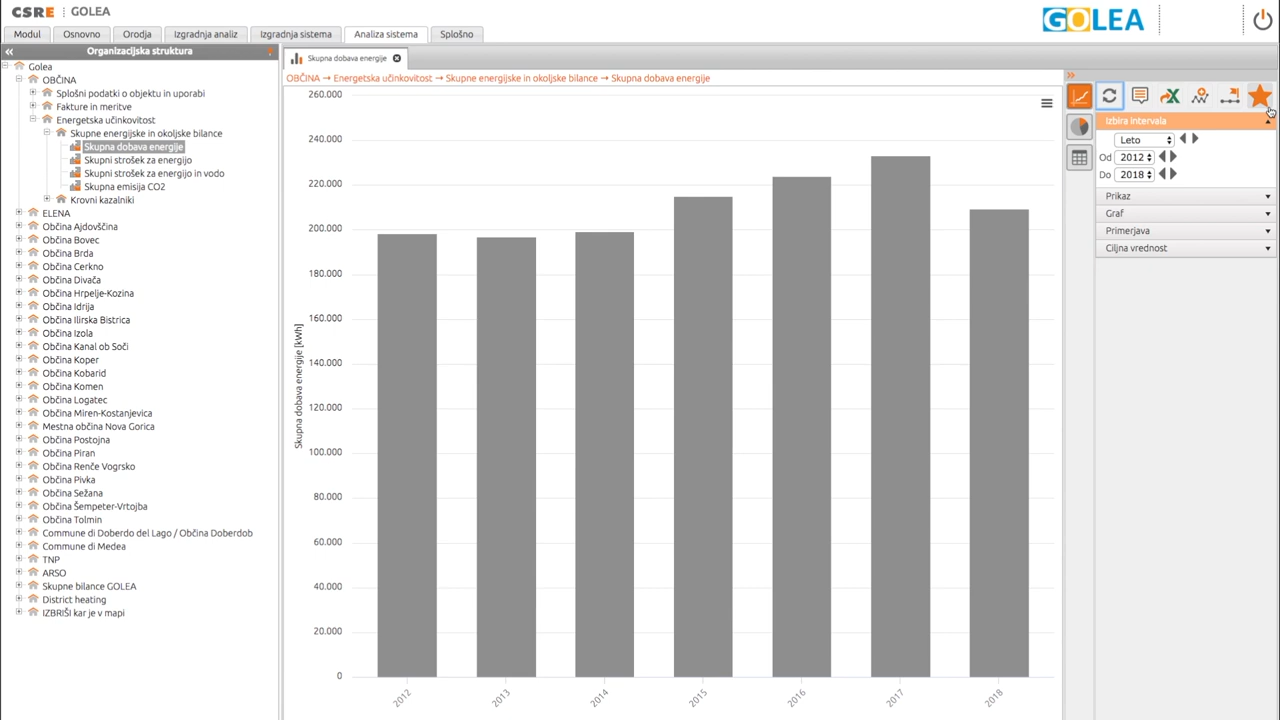 CSRE GOLEA
GOLEA
Modul Osnovno Orodja Izgradnja analiz Izgradnja sistema Analiza sistema Splošno
Organizacijska struktura
Golea
OBČINA
Splošni podatki o objektu in uporabi
Fakture in meritve
Energetska učinkovitost
Skupne energijske in okoljske bilance
Skupna dobava energije
Skupni strošek za energijo
Skupni strošek za energijo in vodo
Skupna emisija CO2
Krovni kazalniki
ELENA
Občina Ajdovščina
Občina Bovec
Občina Brda
Občina Cerkno
Občina Divača
Občina Hrpelje-Kozina
Občina Idrija
Občina Ilirska Bistrica
Občina Izola
Občina Kanal ob Soči
Občina Koper
Občina Kobarid
Občina Komen
Občina Logatec
Občina Miren-Kostanjevica
Mestna občina Nova Gorica
Občina Postojna
Občina Piran
Občina Renče Vogrsko
Občina Pivka
Občina Sežana
Občina Šempeter-Vrtojba
Občina Tolmin
Commune di Doberdo del Lago / Občina Doberdob
Commune di Medea
TNP
ARSO
Skupne bilance GOLEA
District heating
IZBRIŠI kar je v mapi
Skupna dobava energije
OBČINA → Energetska učinkovitost → Skupne energijske in okoljske bilance → Skupna dobava energije
260.000
240.000
220.000
200.000
180.000
160.000
140.000
120.000
100.000
80.000
60.000
40.000
20.000
0
Skupna dobava energije [kWh]
2012 2013 2014 2015 2016 2017 2018
Izbira intervala
Leto
Od 2012
Do 2018
Prikaz
Graf
Primerjava
Ciljna vrednost